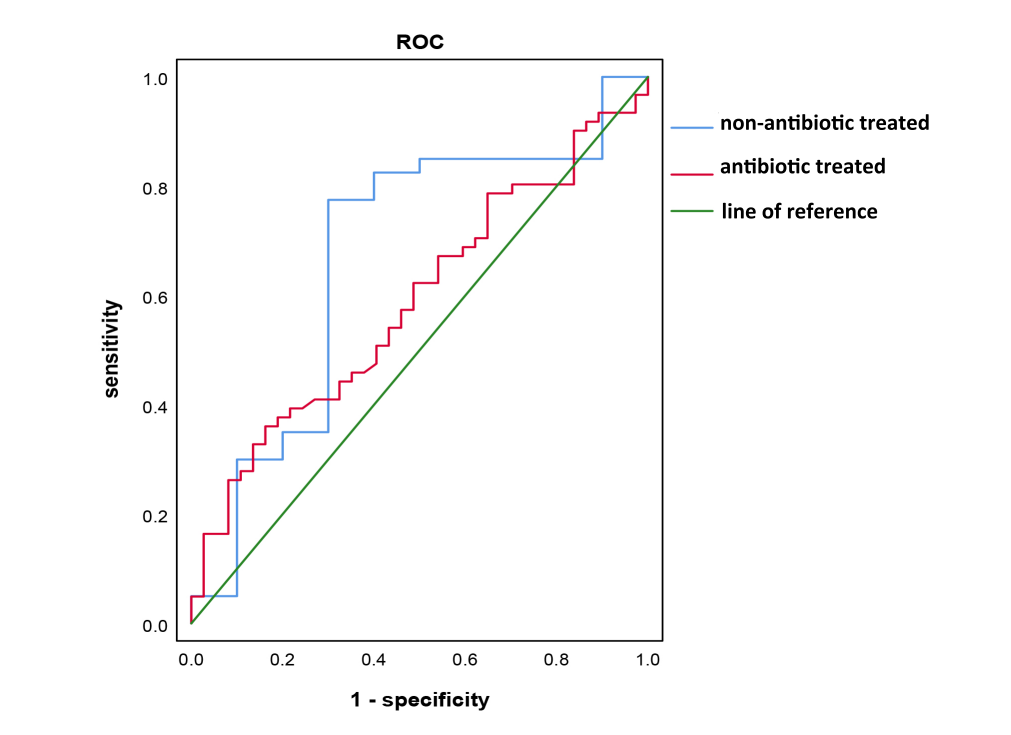 ROC
1.0
0.8
0.6
0.4
0.2
0.0
sensitivity
0.0 0.2 0.4 0.6 0.8 1.0
1 - specificity
non-antibiotic treated
antibiotic treated
line of reference